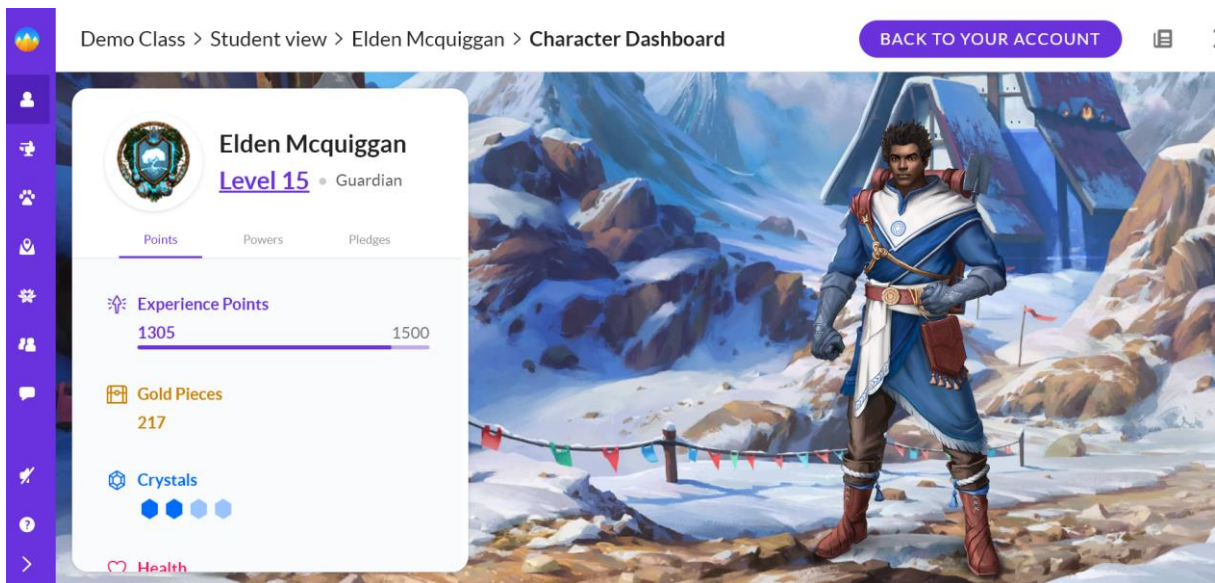 Demo Class > Student view > Elden Mcquiggan > Character Dashboard
BACK TO YOUR ACCOUNT
Elden Mcquiggan
Level 15 • Guardian
Points Powers Pledges
Experience Points
1305 1500
Gold Pieces
217
Crystals
Health